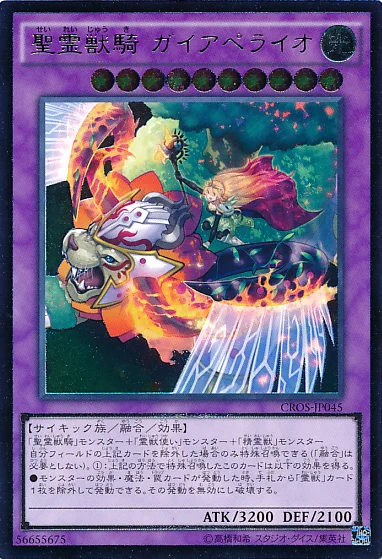 聖霊獣騎 ガイアペライオ
せい れい じゅう き
CROS-JP045
【サイキック族／融合／効果】
「聖霊獣騎」モンスター＋「霊獣使い」モンスター＋「精霊獣」モンスター
自分フィールドの上記カードを除外した場合のみ特殊召喚できる（「融合」は
必要としない）。①：上記の方法で特殊召喚したこのカードは以下の効果を得る。
●モンスターの効果・魔法・罠カードが発動した時、手札から「霊獣」カード
１枚を除外して発動できる。その発動を無効にし破壊する。
ATK/3200 DEF/2100
56655675
©高橋和希 スタジオ・ダイス/集英社